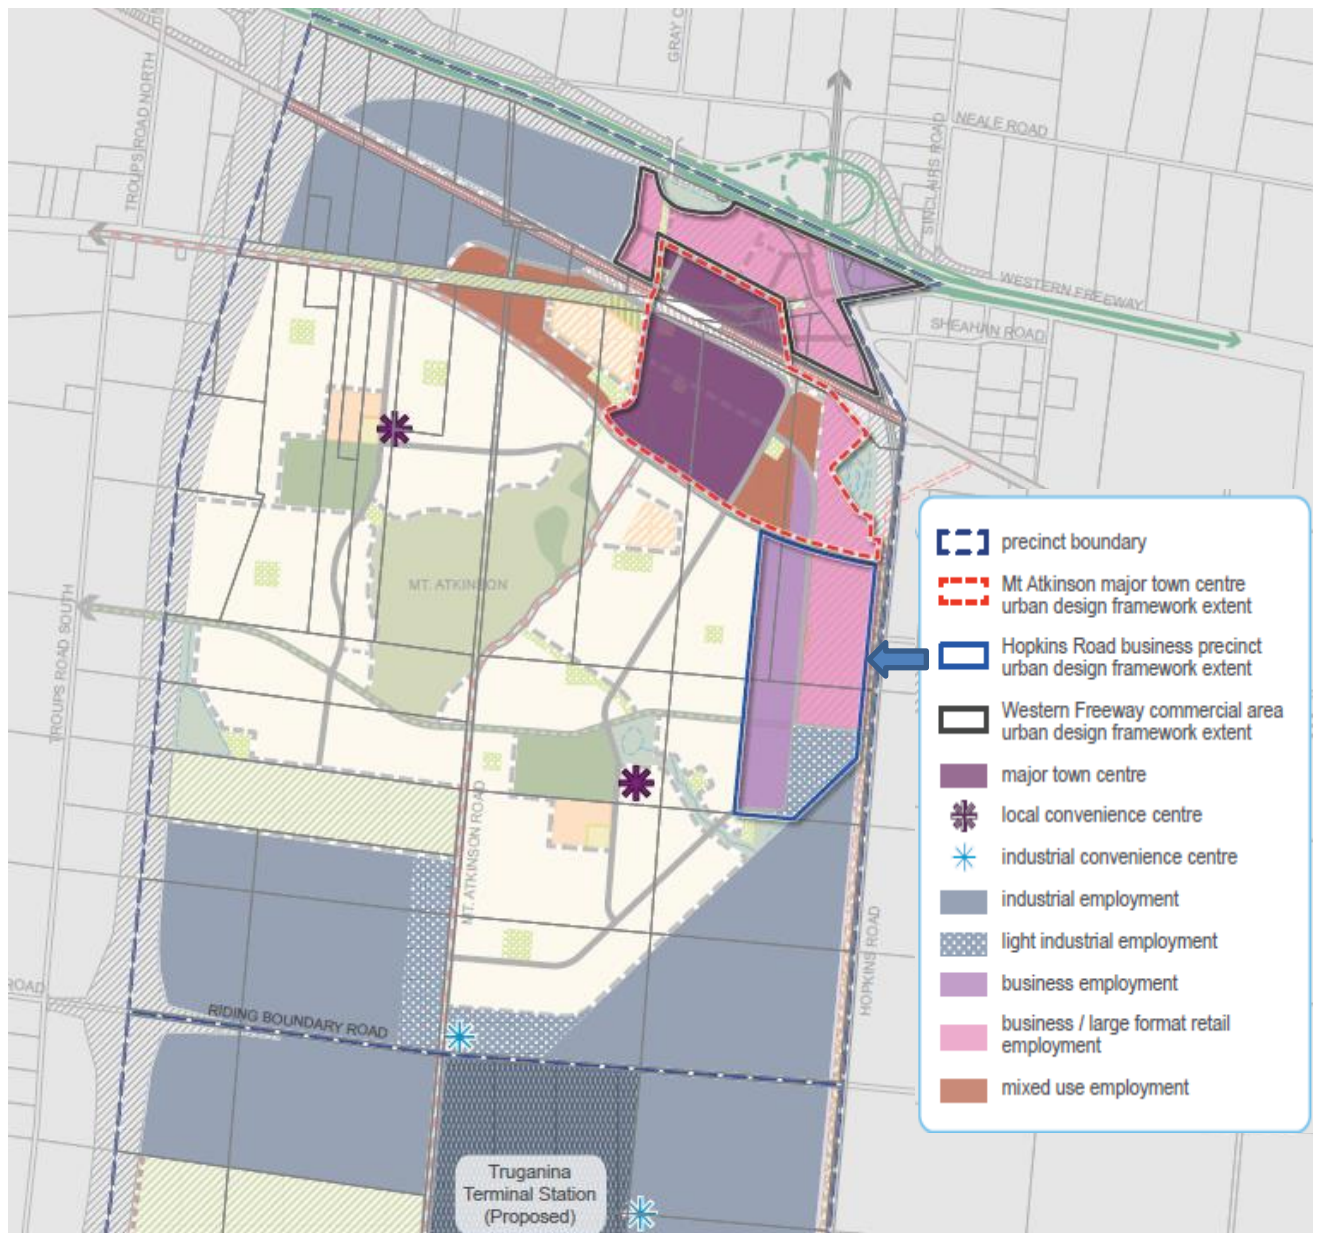 GRAY C
TROUPS ROAD NORTH
NEALE ROAD
SINCLAIRS ROAD
WESTERN FREEWAY
SHEAHAN ROAD
MT. ATKINSON
TROUPS ROAD SOUTH
MT. ATKINSON ROAD
HOPKINS ROAD
ROAD
RIDING BOUNDARY ROAD
Truganina
Terminal Station
(Proposed)
precinct boundary
Mt Atkinson major town centre
urban design framework extent
Hopkins Road business precinct
urban design framework extent
Western Freeway commercial area
urban design framework extent
major town centre
local convenience centre
industrial convenience centre
industrial employment
light industrial employment
business employment
business / large format retail
employment
mixed use employment